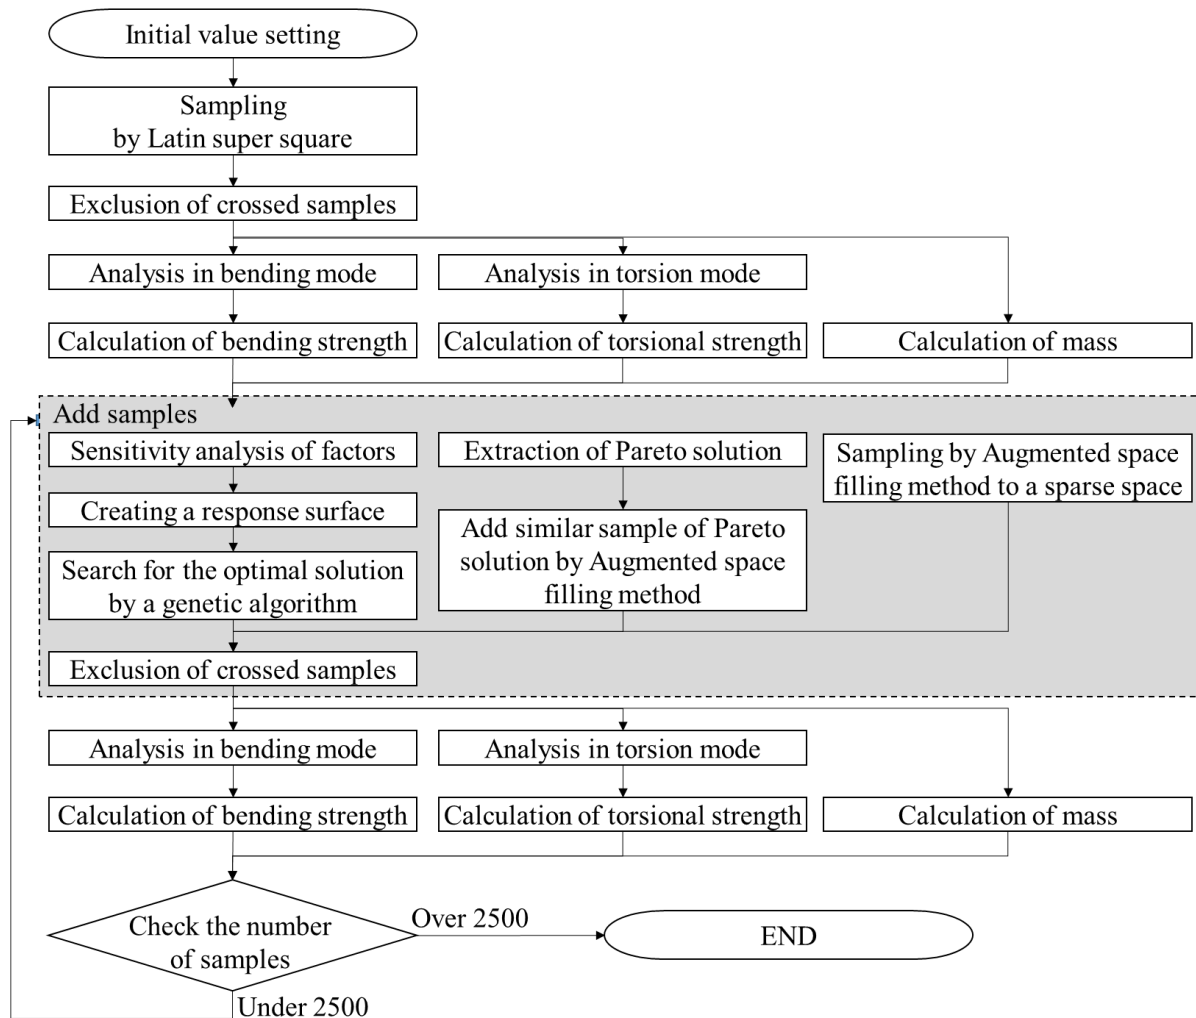 Initial value setting
Sampling
by Latin super square
Exclusion of crossed samples
Analysis in bending mode
Analysis in torsion mode
Calculation of bending strength
Calculation of torsional strength
Calculation of mass
Add samples
Sensitivity analysis of factors
Creating a response surface
Search for the optimal solution
by a genetic algorithm
Extraction of Pareto solution
Add similar sample of Pareto
solution by Augmented space
filling method
Sampling by Augmented space
filling method to a sparse space
Exclusion of crossed samples
Analysis in bending mode
Analysis in torsion mode
Calculation of bending strength
Calculation of torsional strength
Calculation of mass
Check the number
of samples
Over 2500
END
Under 2500